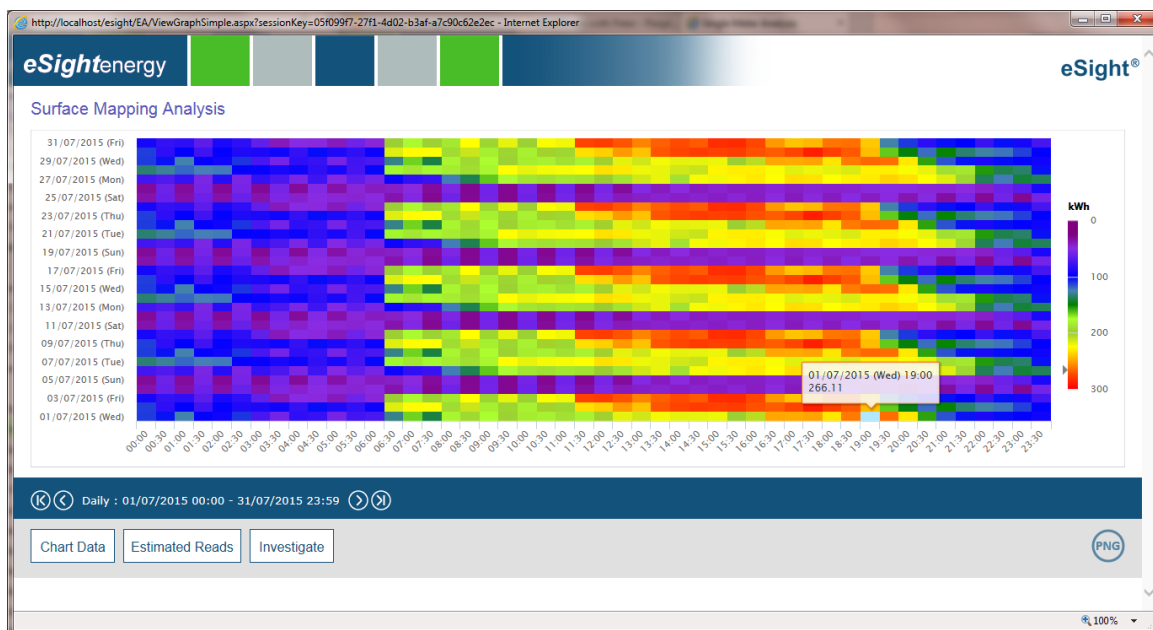 http://localhost/esight/EA/ViewGraphSimple.aspx?sessionKey=05f099f7-27f1-4d02-b3af-a7c90c62e2ec - Internet Explorer
eSightenergy
eSight®
Surface Mapping Analysis
31/07/2015 (Fri)
29/07/2015 (Wed)
27/07/2015 (Mon)
25/07/2015 (Sat)
23/07/2015 (Thu)
21/07/2015 (Tue)
19/07/2015 (Sun)
17/07/2015 (Fri)
15/07/2015 (Wed)
13/07/2015 (Mon)
11/07/2015 (Sat)
09/07/2015 (Thu)
07/07/2015 (Tue)
05/07/2015 (Sun)
03/07/2015 (Fri)
01/07/2015 (Wed)
01/07/2015 (Wed) 19:00
266.11
kWh
0
100
200
300
00:00 00:30 01:00 01:30 02:00 02:30 03:00 03:30 04:00 04:30 05:00 05:30 06:00 06:30 07:00 07:30 08:00 08:30 09:00 09:30 10:00 10:30 11:00 11:30 12:00 12:30 13:00 13:30 14:00 14:30 15:00 15:30 16:00 16:30 17:00 17:30 18:00 18:30 19:00 19:30 20:00 20:30 21:00 21:30 22:00 22:30 23:00 23:30
Daily : 01/07/2015 00:00 - 31/07/2015 23:59
Chart Data Estimated Reads Investigate
PNG
100%